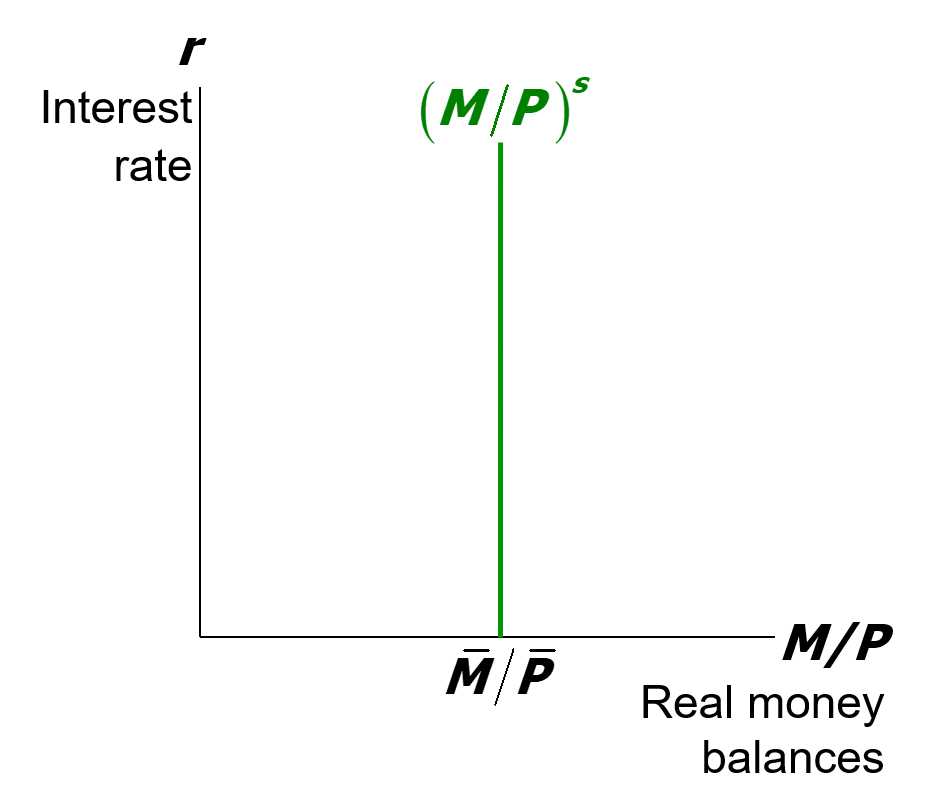 r
Interest
rate
(M/P)ˢ
M̄/P̄
M/P
Real money
balances